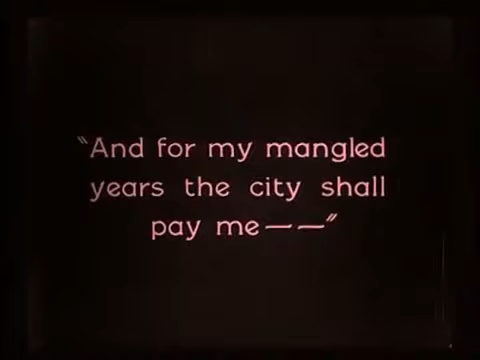 "And for my mangled
years the city shall
pay me——"